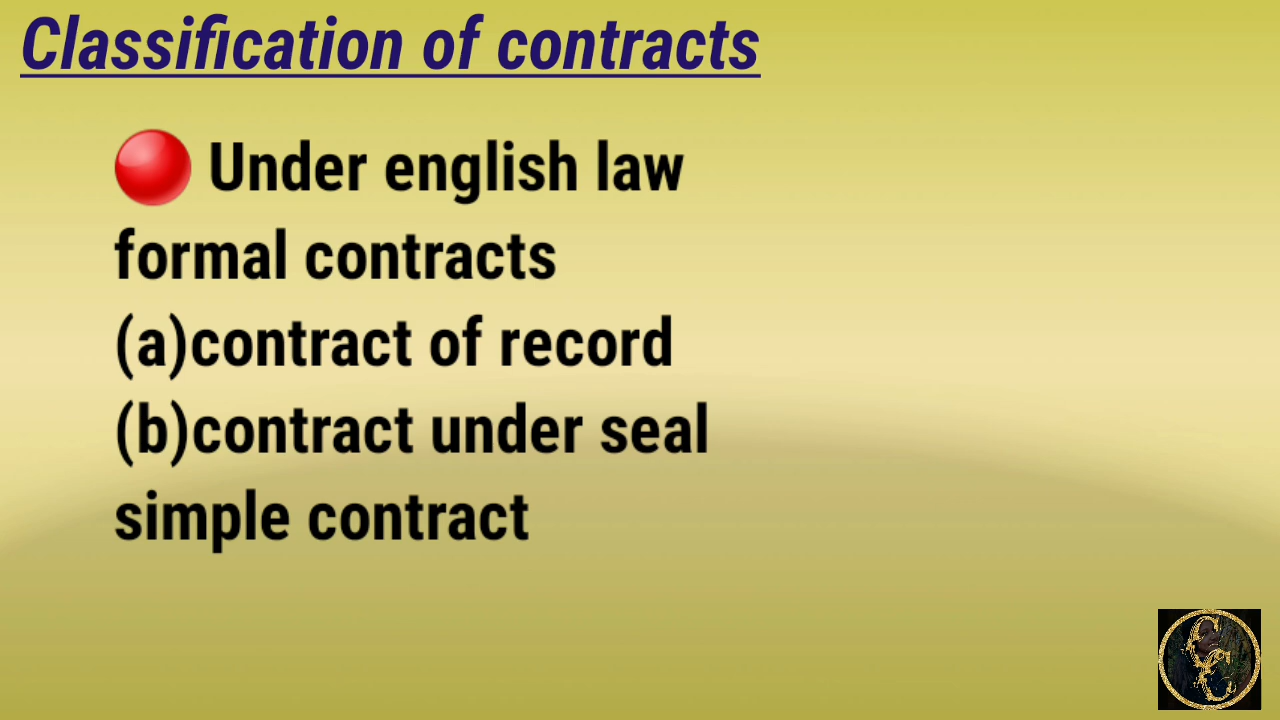 Classification of contracts
Under english law
formal contracts
(a)contract of record
(b)contract under seal
simple contract